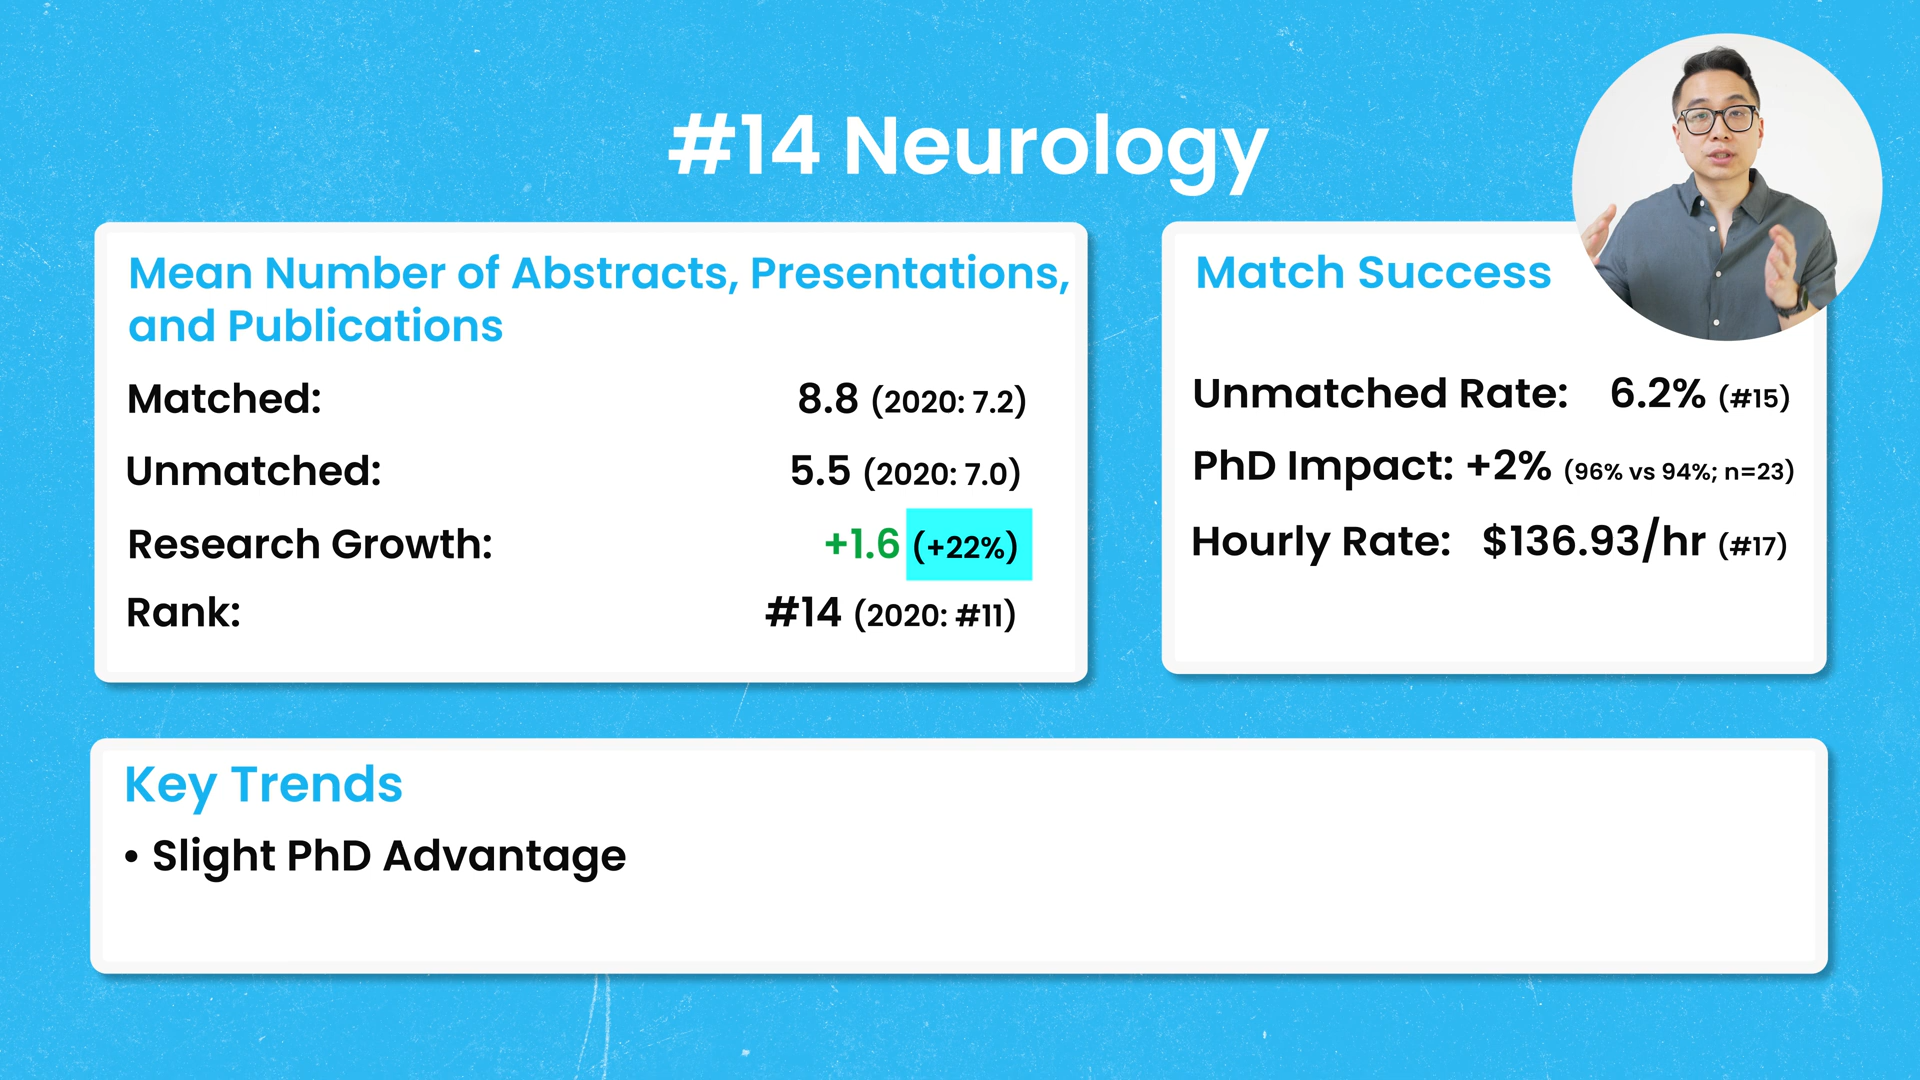 #14 Neurology
Mean Number of Abstracts, Presentations,
and Publications
Matched: 8.8 (2020: 7.2)
Unmatched: 5.5 (2020: 7.0)
Research Growth: +1.6 (+22%)
Rank: #14 (2020: #11)
Match Success
Unmatched Rate: 6.2% (#15)
PhD Impact: +2% (96% vs 94%; n=23)
Hourly Rate: $136.93/hr (#17)
Key Trends
• Slight PhD Advantage